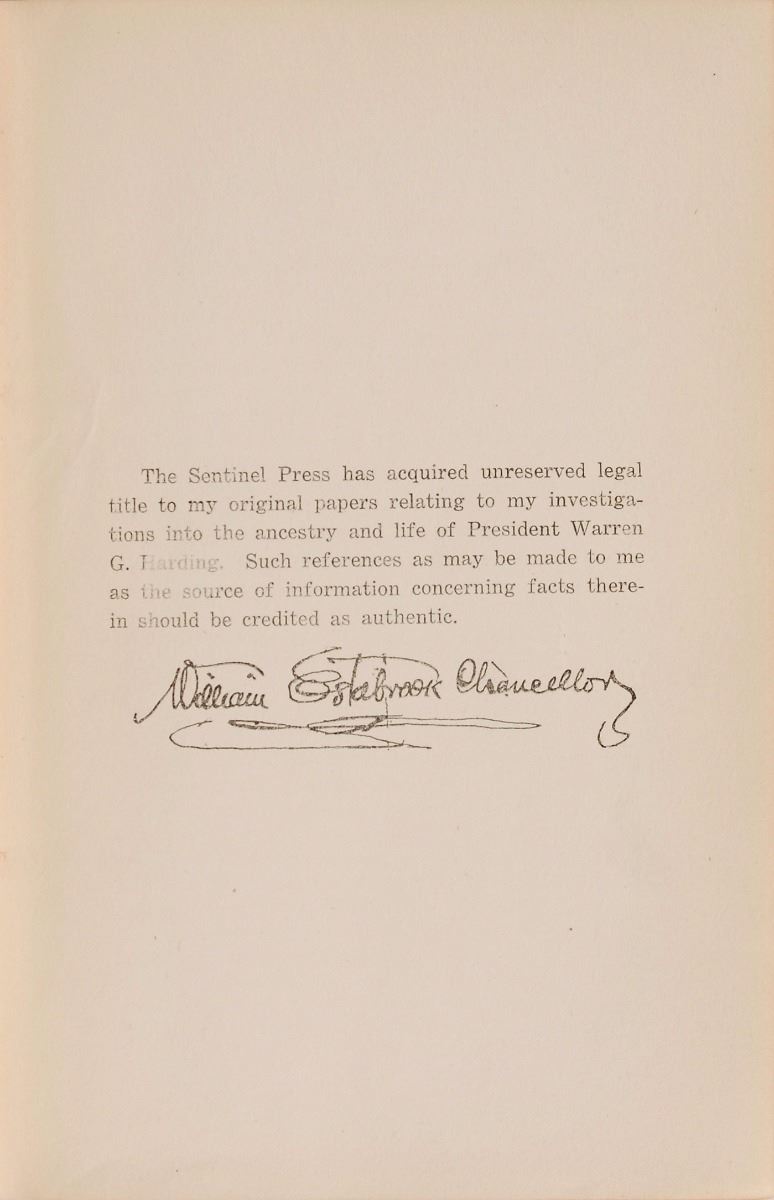 The Sentinel Press has acquired unreserved legal
title to my original papers relating to my investiga-
tions into the ancestry and life of President Warren
G. Harding. Such references as may be made to me
as the source of information concerning facts there-
in should be credited as authentic.
William Estabrook Chancellor